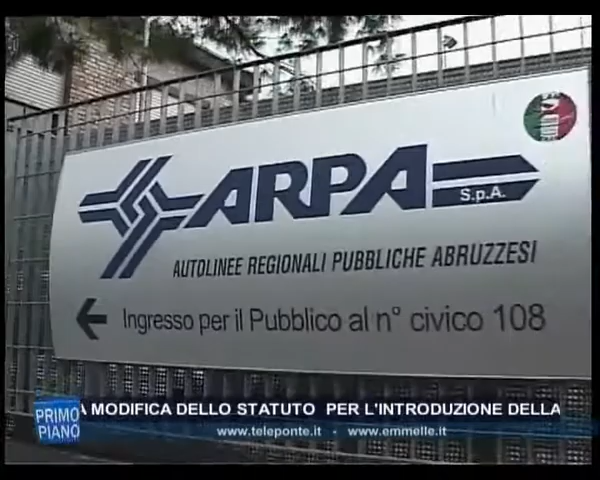 ARPA
S.p.A.
AUTOLINEE REGIONALI PUBBLICHE ABRUZZESI
Ingresso per il Pubblico al n° civico 108
PRIMO
PIANO
A MODIFICA DELLO STATUTO PER L'INTRODUZIONE DELLA
www.teleponte.it - www.emmelle.it